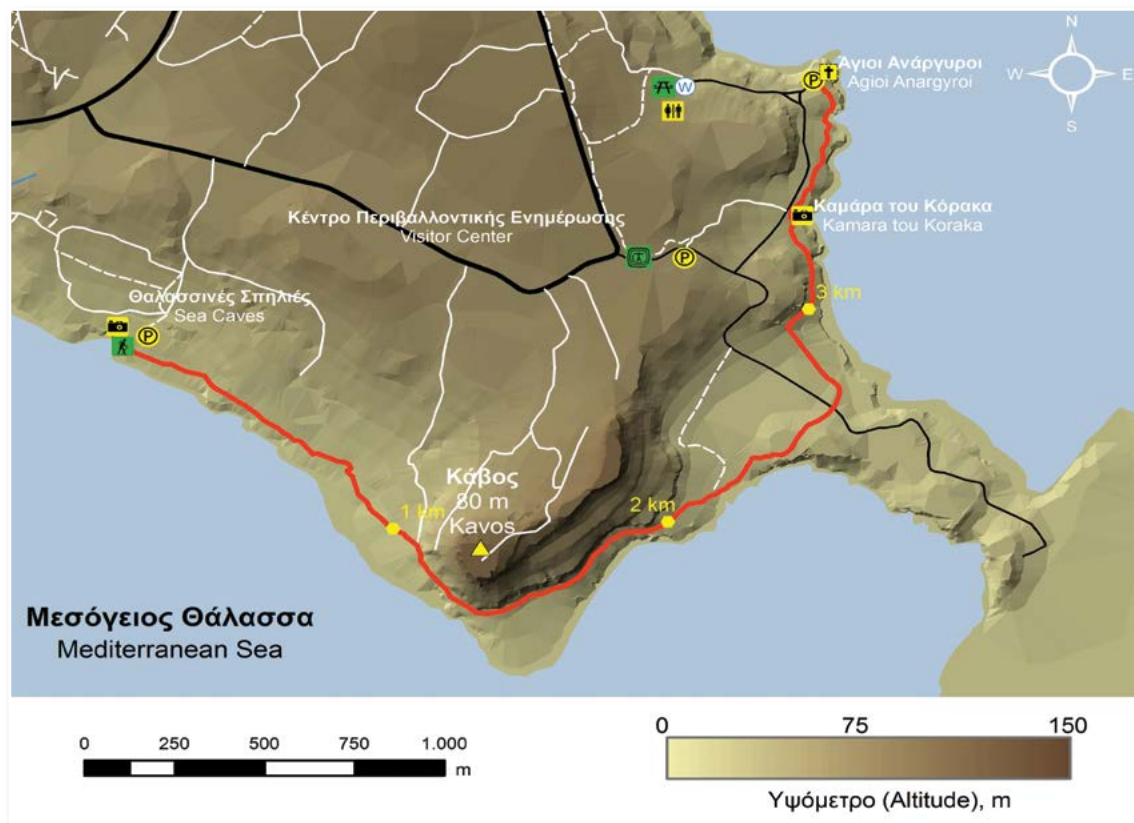 N
W E
S
Άγιοι Ανάργυροι
Agioi Anargyroi
P
W
Καμάρα του Κόρακα
Kamara tou Koraka
Κέντρο Περιβαλλοντικής Ενημέρωσης
Visitor Center
P
Θαλασσινές Σπηλιές
Sea Caves
P
3 km
Κάβος
80 m
Kavos
1 km
2 km
Μεσόγειος Θάλασσα
Mediterranean Sea
0 250 500 750 1.000
m
0 75 150
Υψόμετρο (Altitude), m